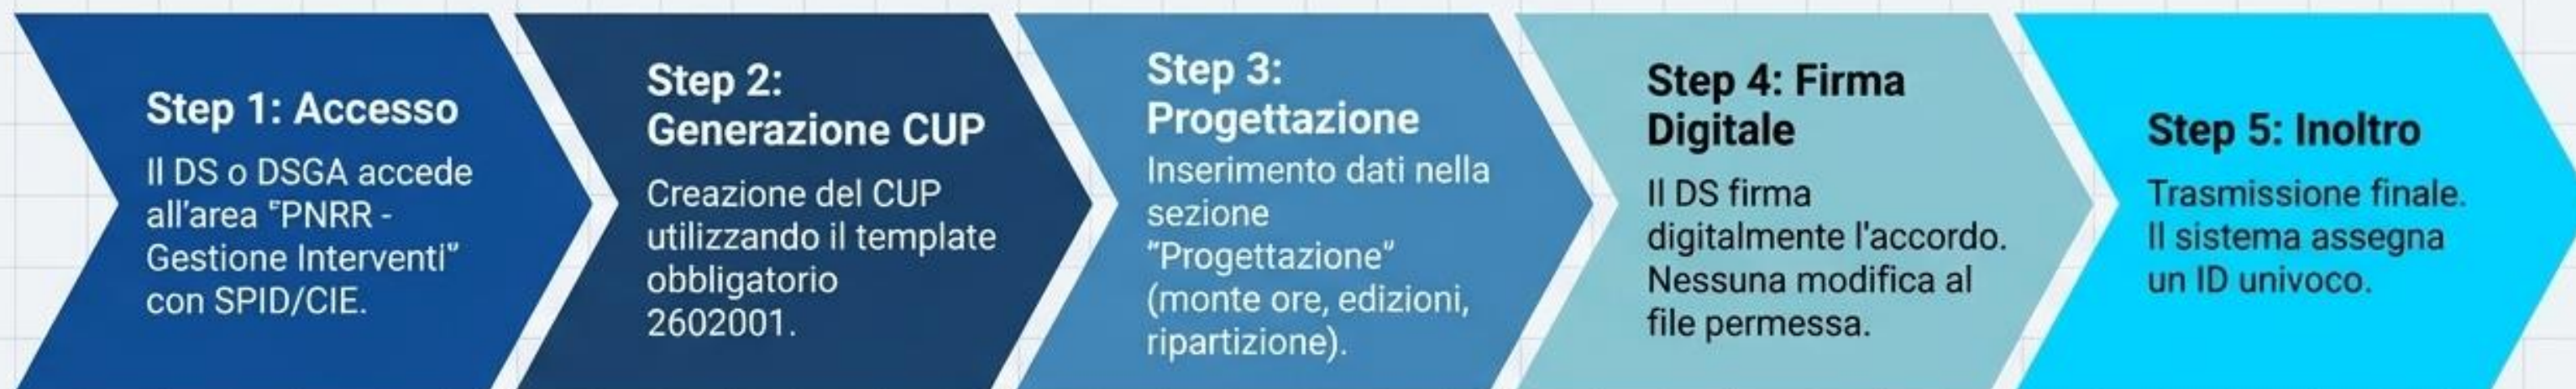 Step 1: Accesso
Il DS o DSGA accede
all'area "PNRR -
Gestione Interventi"
con SPID/CIE.
Step 2:
Generazione CUP
Creazione del CUP
utilizzando il template
obbligatorio
2602001.
Step 3:
Progettazione
Inserimento dati nella
sezione
"Progettazione"
(monte ore, edizioni,
ripartizione).
Step 4: Firma
Digitale
Il DS firma
digitalmente l'accordo.
Nessuna modifica al
file permessa.
Step 5: Inoltro
Trasmissione finale.
Il sistema assegna
un ID univoco.